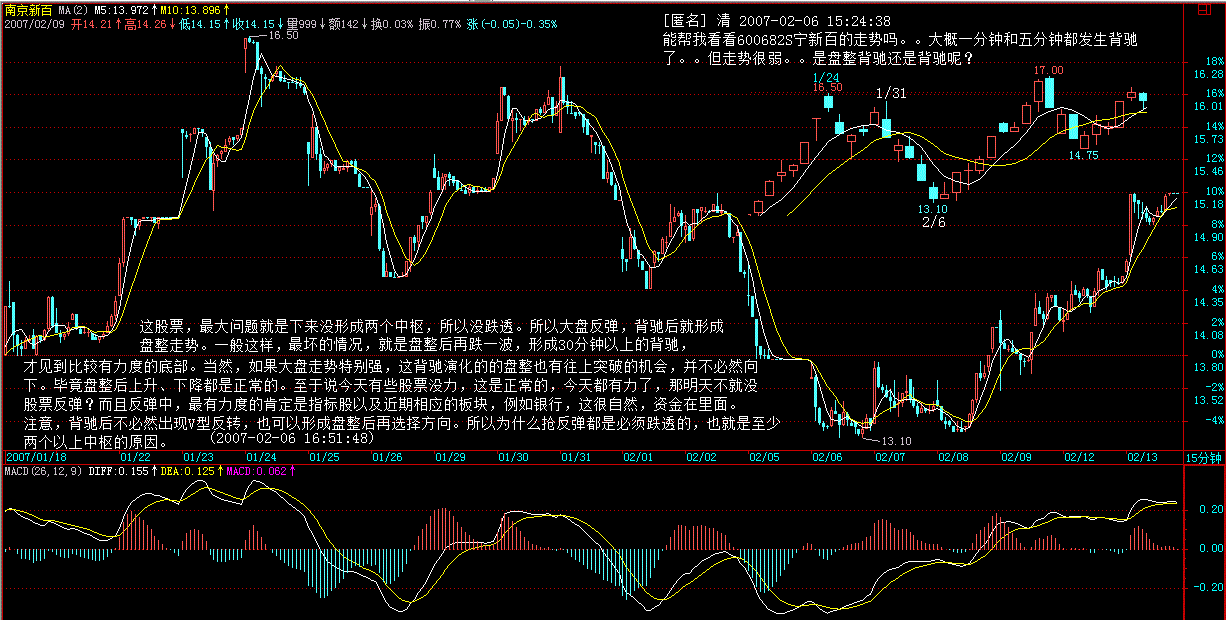 南京新百 MA(2) M5:13.972↑M10:13.896↑
2007/02/09 开14.21↑高14.26↓低14.15↑收14.15↓量999↓额142↓换0.03% 振0.77% 涨(-0.05)-0.35%
[匿名] 清 2007-02-06 15:24:38
能帮我看看600682S宁新百的走势吗。。大概一分钟和五分钟都发生背驰
了。。但走势很弱。。是盘整背驰还是背驰呢?
16.50
1/24
16.50
1/31
17.00
14.75
13.10
2/6
18%
16.28
16%
16.01
14%
15.73
12%
15.46
10%
15.18
8%
14.90
6%
14.63
4%
14.35
2%
14.08
0%
13.80
-2%
13.52
-4%
这股票，最大问题就是下来没形成两个中枢，所以没跌透。所以大盘反弹，背驰后就形成
盘整走势。一般这样，最坏的情况，就是盘整后再跌一波，形成30分钟以上的背驰，
才见到比较有力度的底部。当然，如果大盘走势特别强，这背驰演化的的盘整也有往上突破的机会，并不必然向
下。毕竟盘整后上升、下降都是正常的。至于说今天有些股票没力，这是正常的，今天都有力了，那明天不就没
股票反弹？而且反弹中，最有力度的肯定是指标股以及近期相应的板块，例如银行，这很自然，资金在里面。
注意，背驰后不必然出现V型反转，也可以形成盘整后再选择方向。所以为什么抢反弹都是必须跌透的，也就是至少
两个以上中枢的原因。 (2007-02-06 16:51:48)
13.10
2007/01/18 01/22 01/23 01/24 01/25 01/26 01/29 01/30 01/31 02/01 02/02 02/05 02/06 02/07 02/08 02/09 02/12 02/13 15分钟
MACD(26,12,9) DIFF:0.155↑DEA:0.125↑MACD:0.062↑
0.20
0.00
-0.20